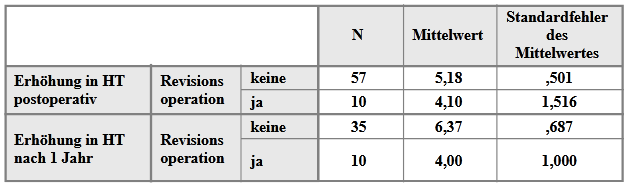 N Mittelwert Standardfehler des Mittelwertes
Erhöhung in HT postoperativ Revisions operation keine 57 5,18 ,501
ja 10 4,10 1,516
Erhöhung in HT nach 1 Jahr Revisions operation keine 35 6,37 ,687
ja 10 4,00 1,000